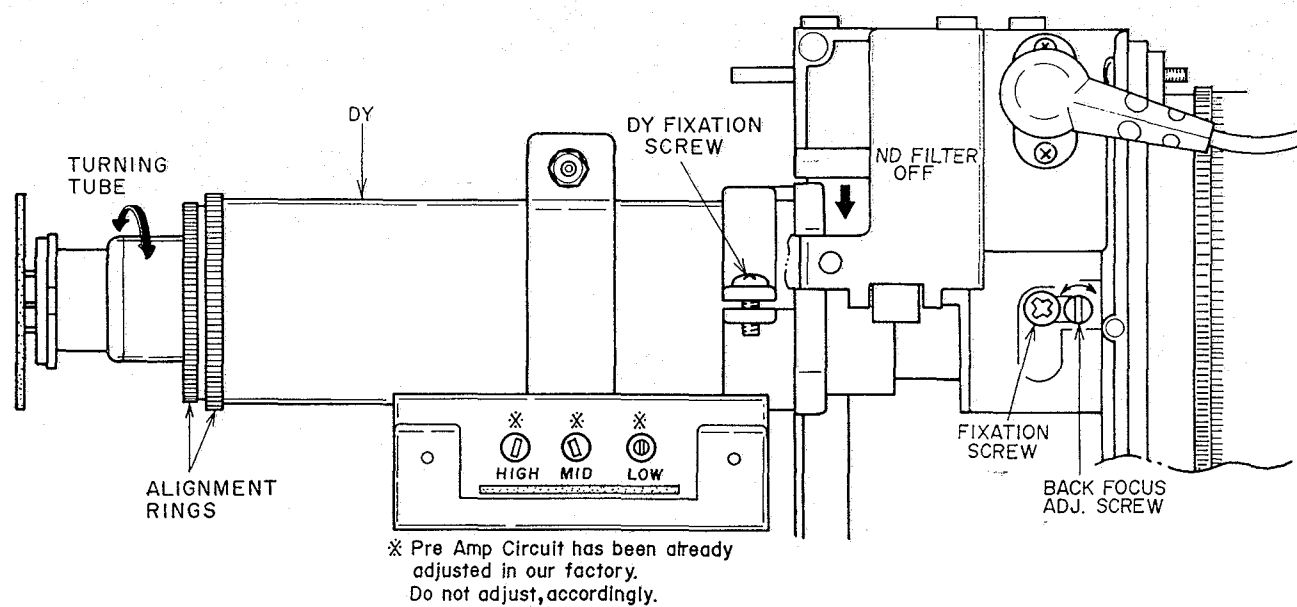 DY
DY FIXATION
SCREW
TURNING
TUBE
ND FILTER
OFF
※ ※ ※
HIGH MID LOW
FIXATION
SCREW
BACK FOCUS
ADJ. SCREW
ALIGNMENT
RINGS
※ Pre Amp Circuit has been already
adjusted in our factory.
Do not adjust, accordingly.